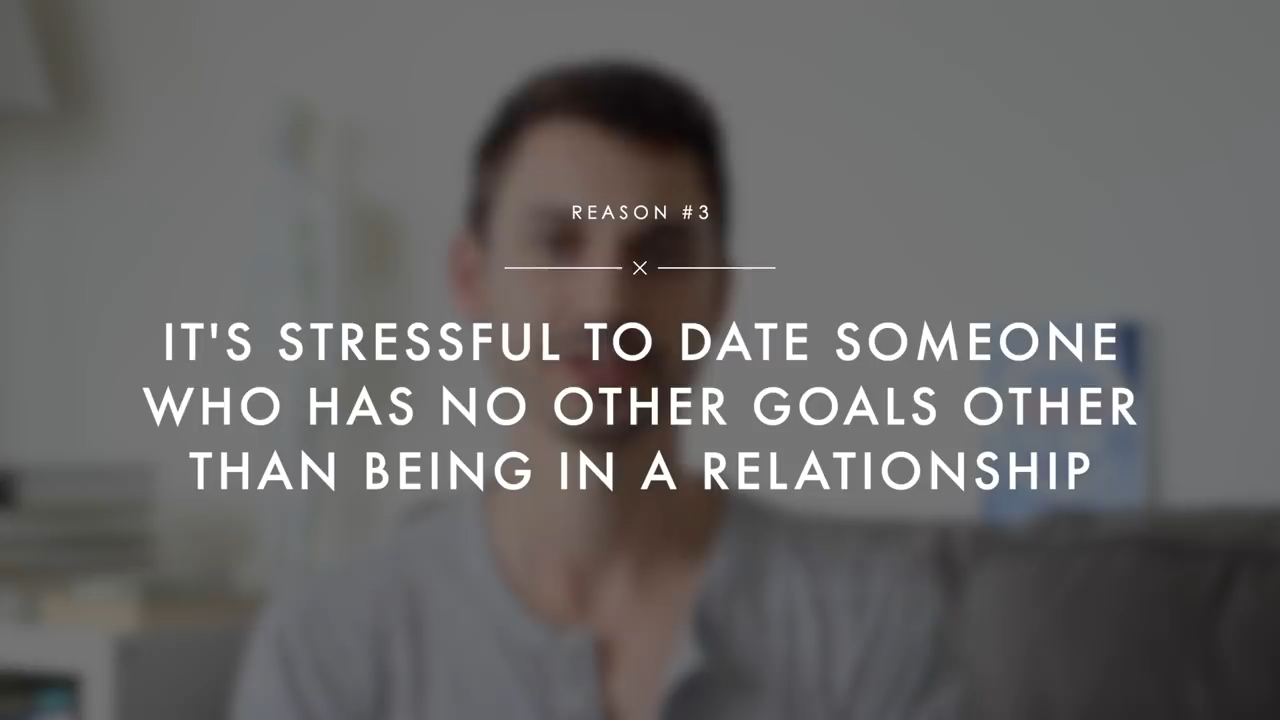 REASON #3
IT'S STRESSFUL TO DATE SOMEONE
WHO HAS NO OTHER GOALS OTHER
THAN BEING IN A RELATIONSHIP